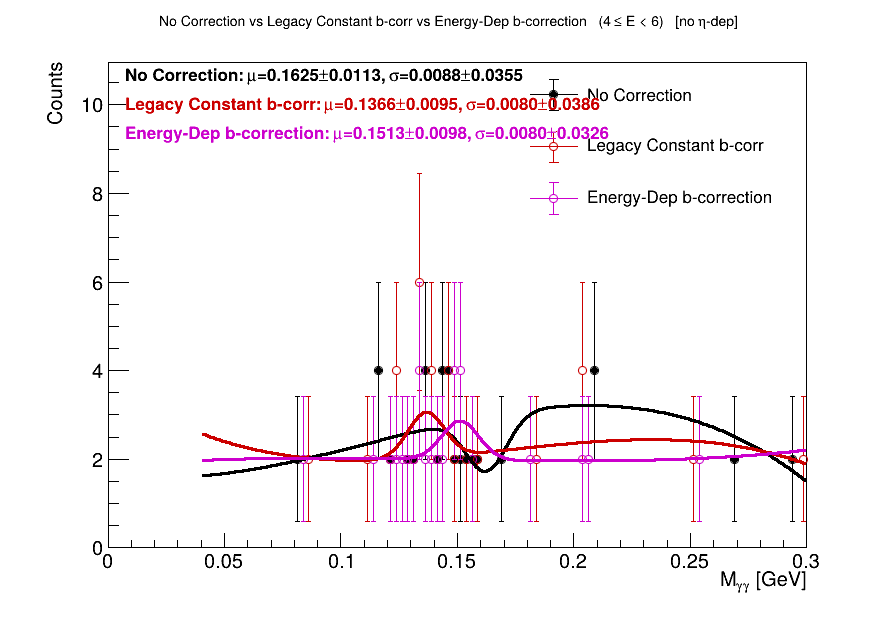 No Correction vs Legacy Constant b-corr vs Energy-Dep b-correction (4 ≤ E < 6) [no η-dep]
Counts
No Correction: μ=0.1625±0.0113, σ=0.0088±0.0355
Legacy Constant b-corr: μ=0.1366±0.0095, σ=0.0080±0.0386
Energy-Dep b-correction: μ=0.1513±0.0098, σ=0.0080±0.0326
No Correction
Legacy Constant b-corr
Energy-Dep b-correction
10
8
6
4
2
0
0 0.05 0.1 0.15 0.2 0.25 0.3
Mγγ [GeV]